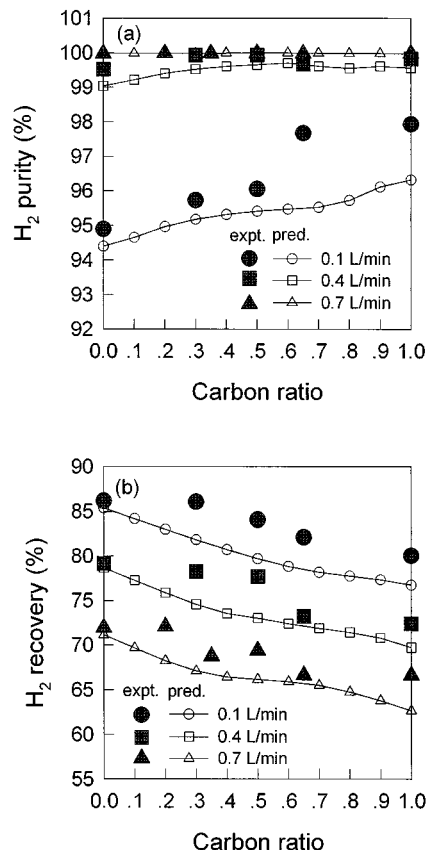 (a)
101
100
99
98
97
96
95
94
93
92
H₂ purity (%)
expt. pred.
0.1 L/min
0.4 L/min
0.7 L/min
0.0 .1 .2 .3 .4 .5 .6 .7 .8 .9 1.0
Carbon ratio
(b)
90
85
80
75
70
65
60
55
H₂ recovery (%)
expt. pred.
0.1 L/min
0.4 L/min
0.7 L/min
0.0 .1 .2 .3 .4 .5 .6 .7 .8 .9 1.0
Carbon ratio